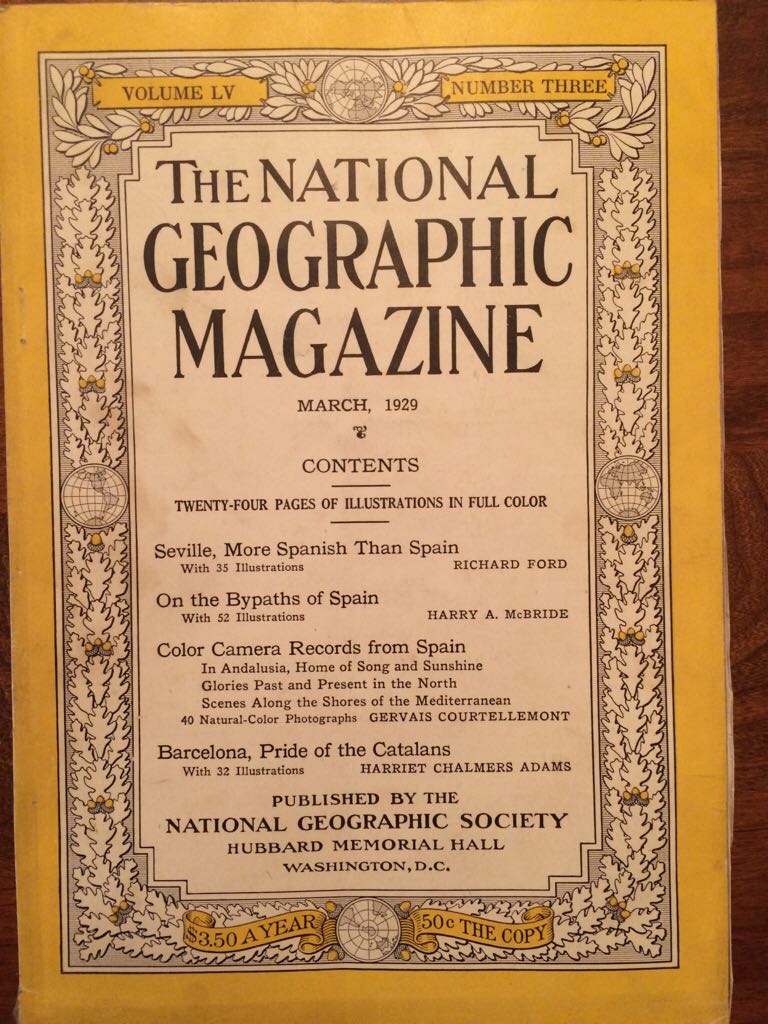 VOLUME LV
NUMBER THREE
THE NATIONAL
GEOGRAPHIC
MAGAZINE
MARCH, 1929
CONTENTS
TWENTY-FOUR PAGES OF ILLUSTRATIONS IN FULL COLOR
Seville, More Spanish Than Spain
With 35 Illustrations RICHARD FORD
On the Bypaths of Spain
With 52 Illustrations HARRY A. McBRIDE
Color Camera Records from Spain
In Andalusia, Home of Song and Sunshine
Glories Past and Present in the North
Scenes Along the Shores of the Mediterranean
40 Natural-Color Photographs GERVAIS COURTELLEMONT
Barcelona, Pride of the Catalans
With 32 Illustrations HARRIET CHALMERS ADAMS
PUBLISHED BY THE
NATIONAL GEOGRAPHIC SOCIETY
HUBBARD MEMORIAL HALL
WASHINGTON, D.C.
$3.50 A YEAR
50c THE COPY